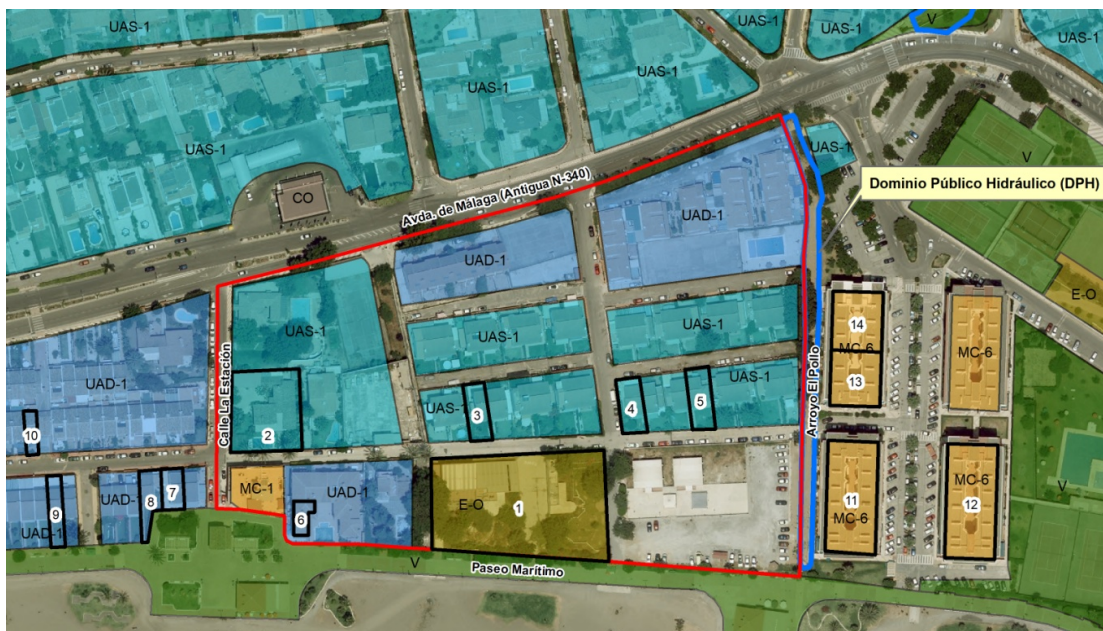 UAS-1
UAS-1
V
UAS-1
UAS-1
UAS-1
UAS-1
V
UAS-1
CO
Avda. de Málaga (Antigua N-340)
Dominio Público Hidráulico (DPH)
UAD-1
UAD-1
E-O
UAS-1
UAS-1
UAS-1
14
MC-6
MC-6
13
UAD-1
Calle La Estación
Arroyo El Pollo
10
2
UAS-
3
4
5
UAS-1
MC-1
UAD-1
E-O
1
11
MC-6
MC-6
12
V
9
UAD-1
UAD-
8
7
6
V
Paseo Marítimo